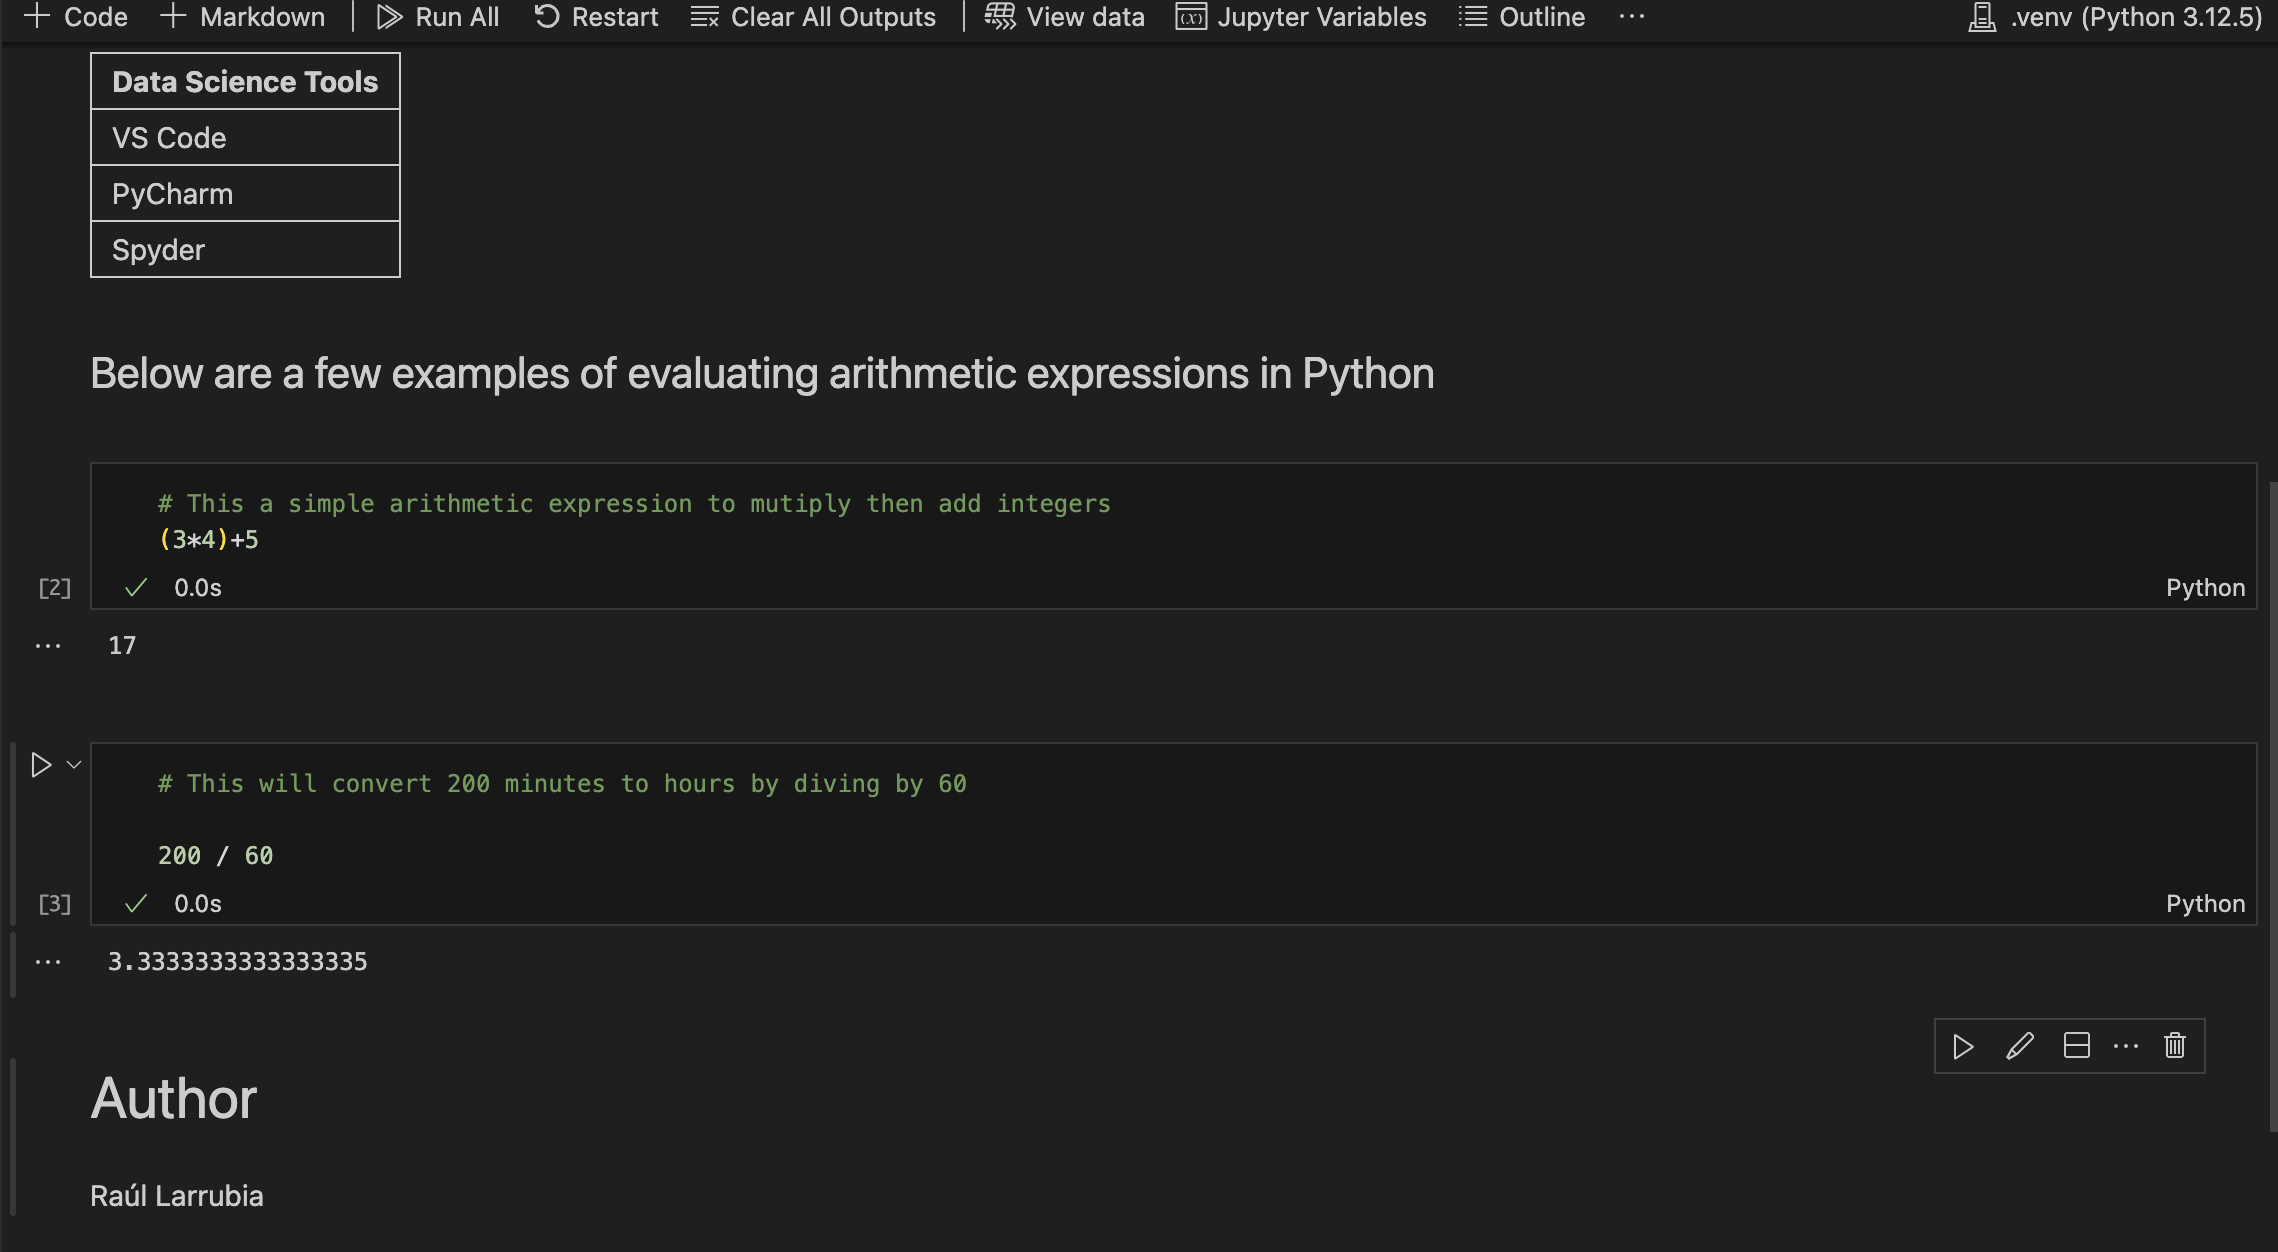 Code Markdown Run All Restart Clear All Outputs View data (x) Jupyter Variables Outline ... .venv (Python 3.12.5)
Data Science Tools
VS Code
PyCharm
Spyder
Below are a few examples of evaluating arithmetic expressions in Python
# This a simple arithmetic expression to mutiply then add integers
(3*4)+5
[2] 0.0s Python
... 17
# This will convert 200 minutes to hours by diving by 60
200 / 60
[3] 0.0s Python
... 3.3333333333333335
Author
Raúl Larrubia